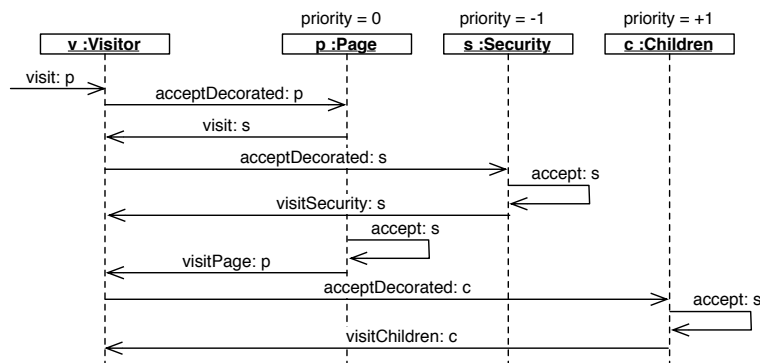 priority = 0 priority = -1 priority = +1
v :Visitor p :Page s :Security c :Children
visit: p
acceptDecorated: p
visit: s
acceptDecorated: s
accept: s
visitSecurity: s
accept: s
visitPage: p
acceptDecorated: c
accept: s
visitChildren: c